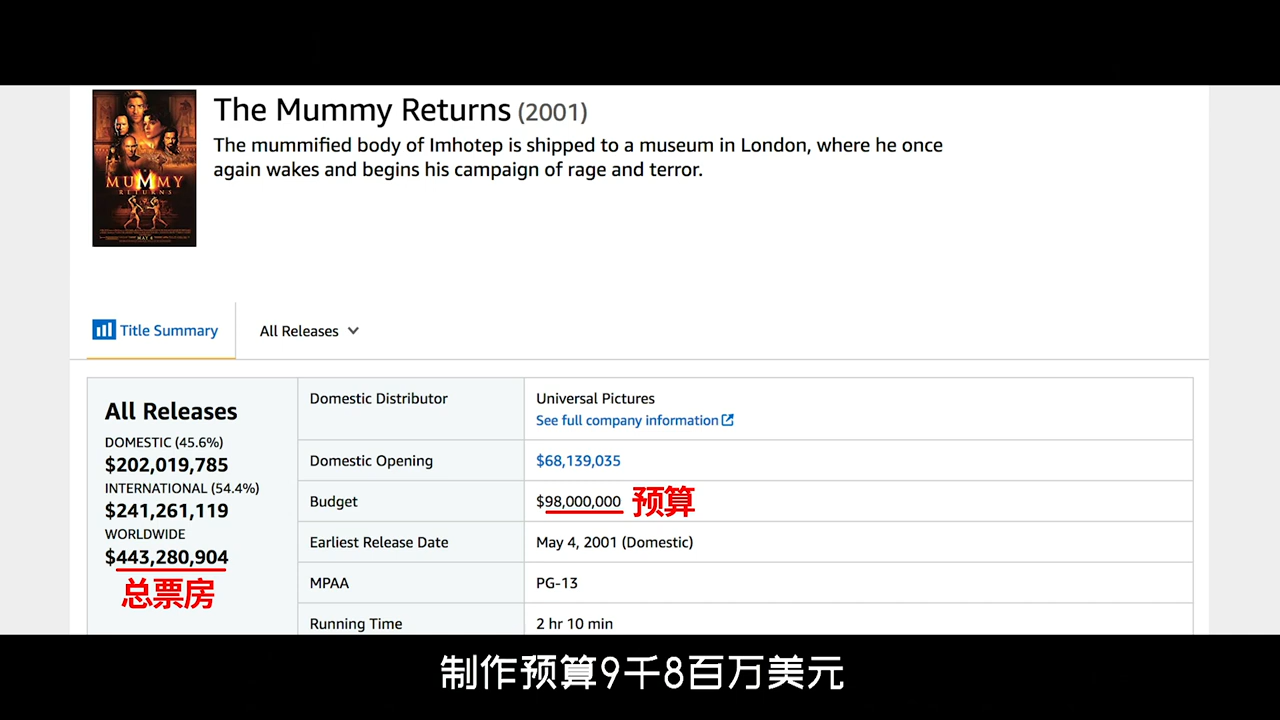 The Mummy Returns (2001)
The mummified body of Imhotep is shipped to a museum in London, where he once
again wakes and begins his campaign of rage and terror.
MUMMY
RETURNS
Title Summary
All Releases
All Releases
DOMESTIC (45.6%)
$202,019,785
INTERNATIONAL (54.4%)
$241,261,119
WORLDWIDE
$443,280,904
总票房
Domestic Distributor
Universal Pictures
See full company information
Domestic Opening
$68,139,035
Budget
$98,000,000 预算
Earliest Release Date
May 4, 2001 (Domestic)
MPAA
PG-13
Running Time
2 hr 10 min
制作预算9千8百万美元